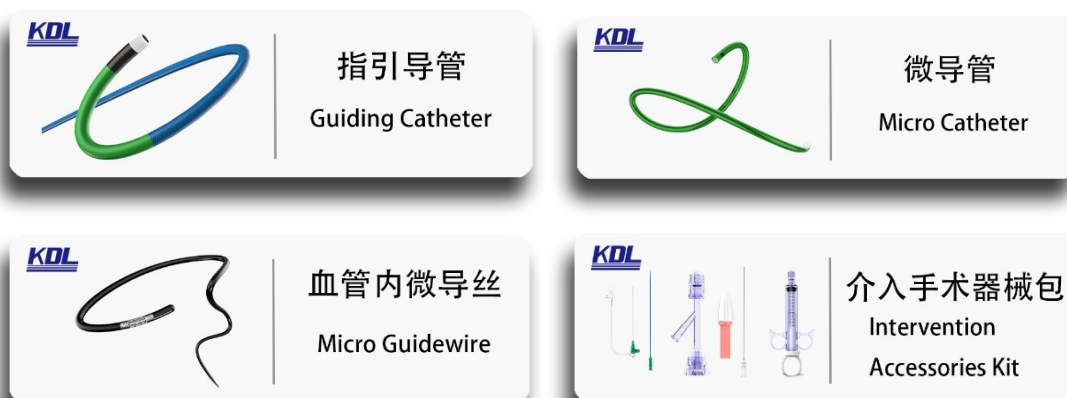 KDL
指引导管
Guiding Catheter
KDL
微导管
Micro Catheter
KDL
血管内微导丝
Micro Guidewire
KDL
介入手术器械包
Intervention
Accessories Kit